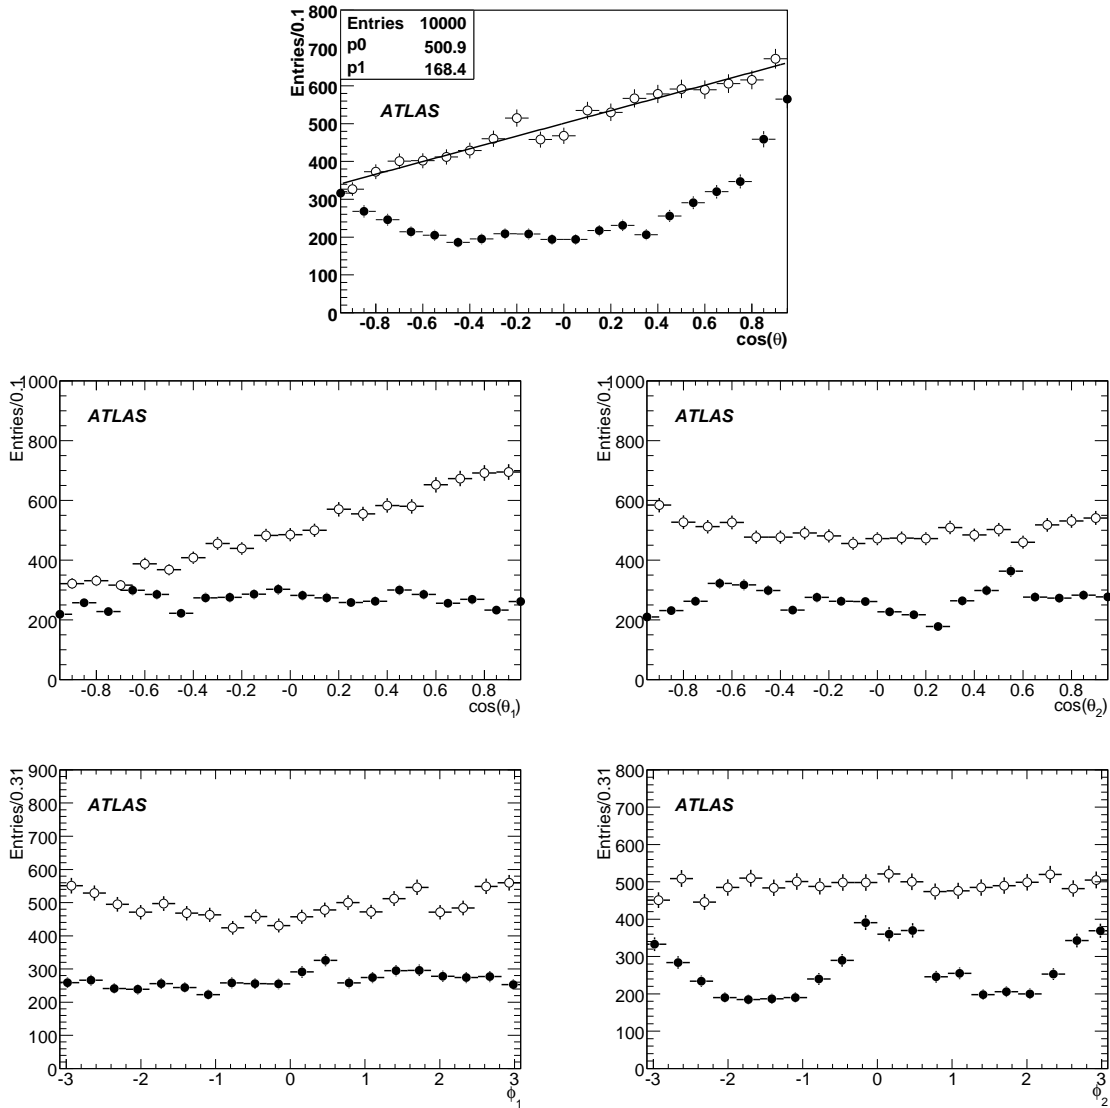 Entries/0.1
800
700
600
500
400
300
200
100
0
Entries 10000
p0 500.9
p1 168.4
ATLAS
-0.8 -0.6 -0.4 -0.2 -0 0.2 0.4 0.6 0.8
cos(θ)
Entries/0.1
1000
800
600
400
200
0
ATLAS
-0.8 -0.6 -0.4 -0.2 -0 0.2 0.4 0.6 0.8
cos(θ1)
Entries/0.1
1000
800
600
400
200
0
ATLAS
-0.8 -0.6 -0.4 -0.2 -0 0.2 0.4 0.6 0.8
cos(θ2)
Entries/0.31
900
800
700
600
500
400
300
200
100
0
ATLAS
-3 -2 -1 0 1 2 3
ϕ1
Entries/0.31
800
700
600
500
400
300
200
100
0
ATLAS
-3 -2 -1 0 1 2 3
ϕ2